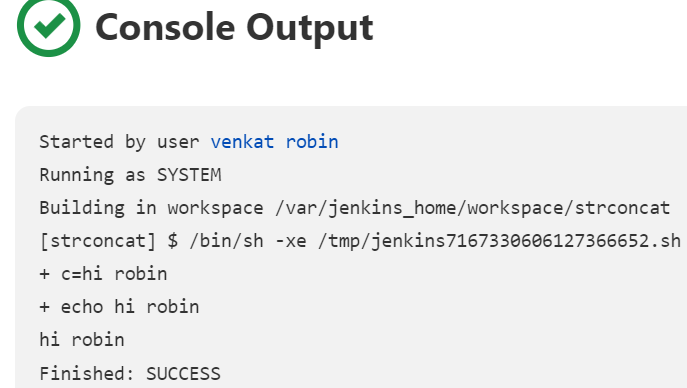 Console Output
Started by user venkat robin
Running as SYSTEM
Building in workspace /var/jenkins_home/workspace/strconcat
[strconcat] $ /bin/sh -xe /tmp/jenkins7167330606127366652.sh
+ c=hi robin
+ echo hi robin
hi robin
Finished: SUCCESS